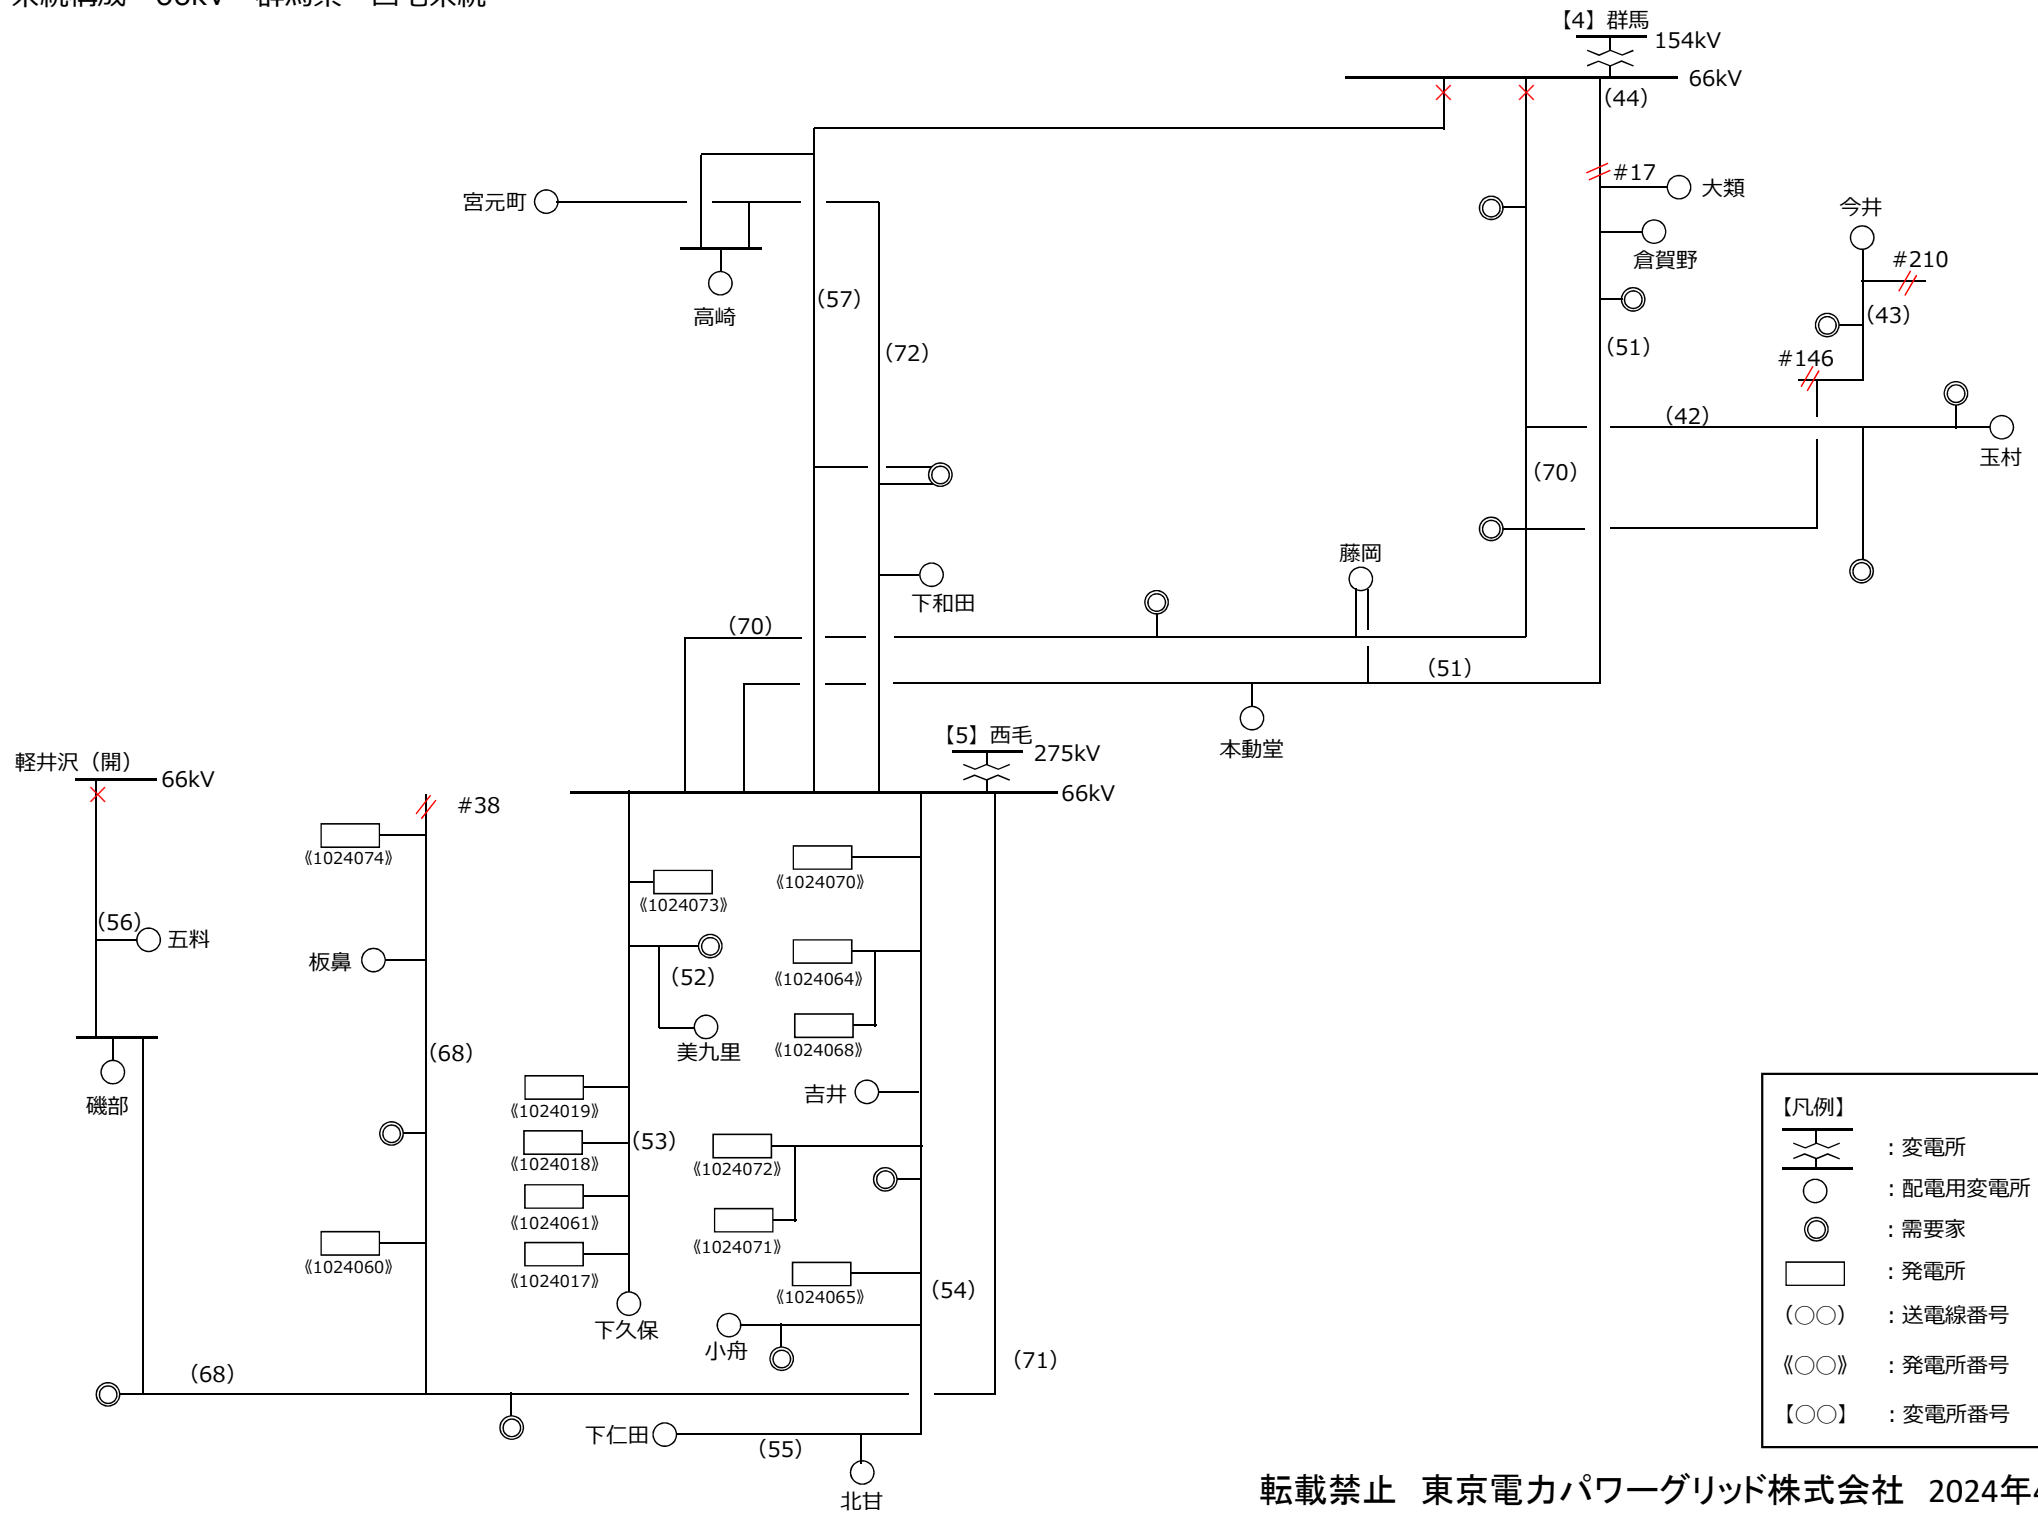 【4】群馬
154kV
66kV
(44)
#17
大類
宮元町
今井
倉賀野
#210
(57)
高崎
(43)
(51)
(72)
#146
(42)
玉村
(70)
藤岡
下和田
(70)
(51)
【5】西毛
275kV
本動堂
軽井沢（開）
66kV
66kV
#38
《1024074》
《1024070》
《1024073》
(56)
五料
板鼻
(52)
《1024064》
美九里
《1024068》
(68)
吉井
磯部
《1024019》
(53)
《1024018》
《1024072》
《1024061》
《1024071》
《1024060》
《1024017》
《1024065》
(54)
下久保
小舟
(71)
(68)
下仁田
(55)
北甘
【凡例】
：変電所
：配電用変電所
：需要家
：発電所
(○○) ：送電線番号
《○○》 ：発電所番号
【○○】 ：変電所番号
転載禁止 東京電力パワーグリッド株式会社 2024年